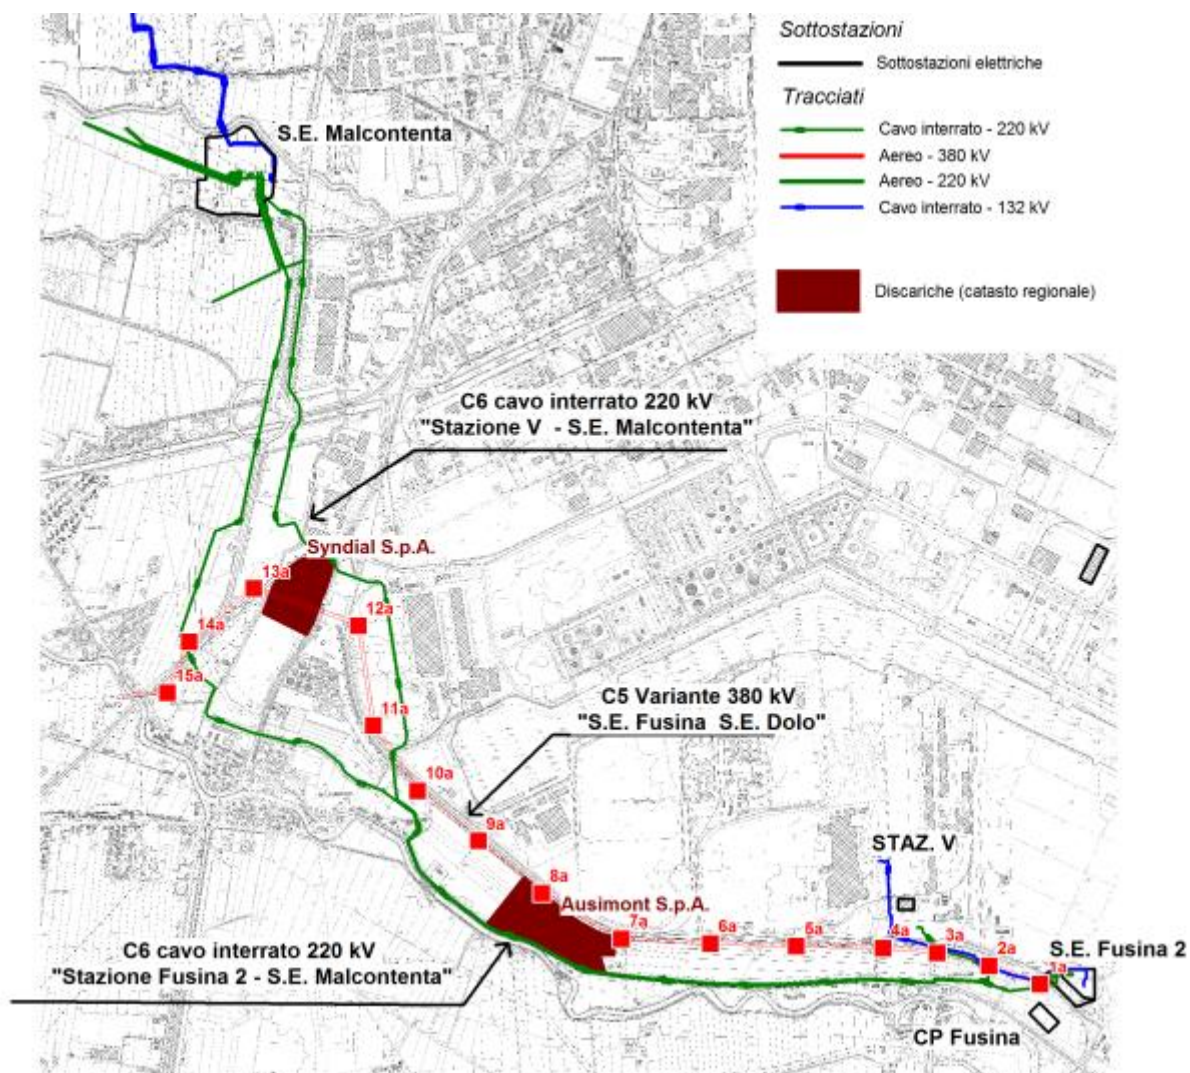 Sottostazioni
Sottostazioni elettriche
Tracciati
Cavo interrato - 220 kV
Aereo - 380 kV
Aereo - 220 kV
Cavo interrato - 132 kV
Discariche (catasto regionale)
S.E. Malcontenta
C6 cavo interrato 220 kV
"Stazione V - S.E. Malcontenta"
Syndial S.p.A.
13a
12a
14a
15a
11a
C5 Variante 380 kV
"S.E. Fusina S.E. Dolo"
10a
9a
8a
STAZ. V
Ausimont S.p.A.
7a
6a
5a
4a
3a
2a
1a
S.E. Fusina 2
C6 cavo interrato 220 kV
"Stazione Fusina 2 - S.E. Malcontenta"
CP Fusina